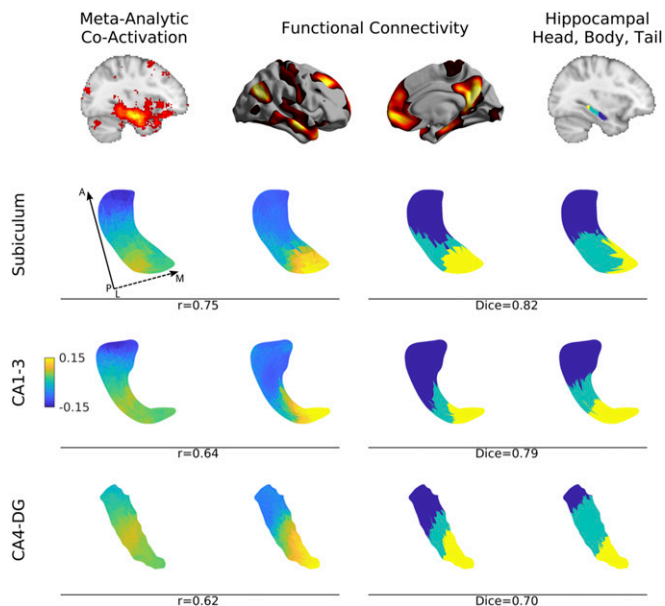 Meta-Analytic
Co-Activation
Functional Connectivity
Hippocampal
Head, Body, Tail
Subiculum
A
P
L
M
r=0.75
Dice=0.82
CA1-3
0.15
-0.15
r=0.64
Dice=0.79
CA4-DG
r=0.62
Dice=0.70